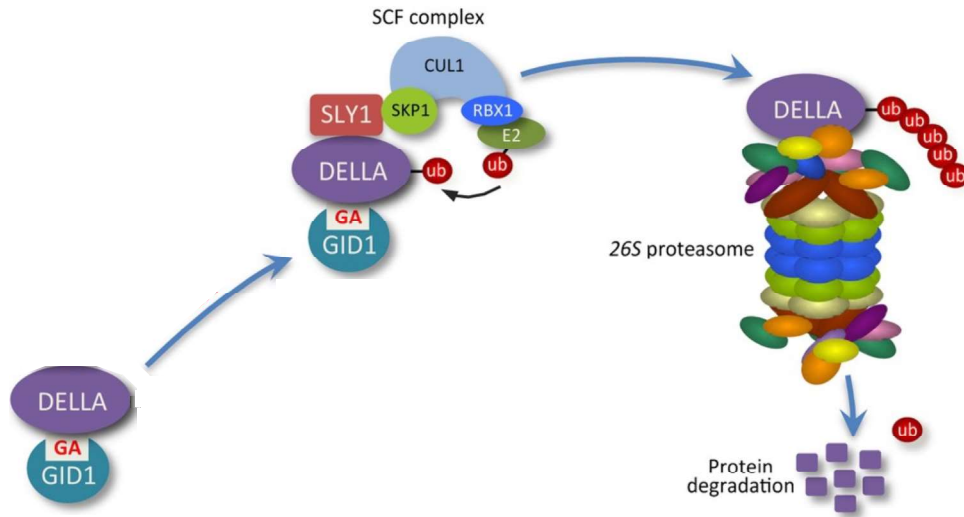 SCF complex
CUL1
SLY1
SKP1
RBX1
E2
DELLA
ub
ub
GA
GID1
DELLA
GA
GID1
DELLA
ub
ub
ub
ub
ub
26S proteasome
ub
Protein
degradation